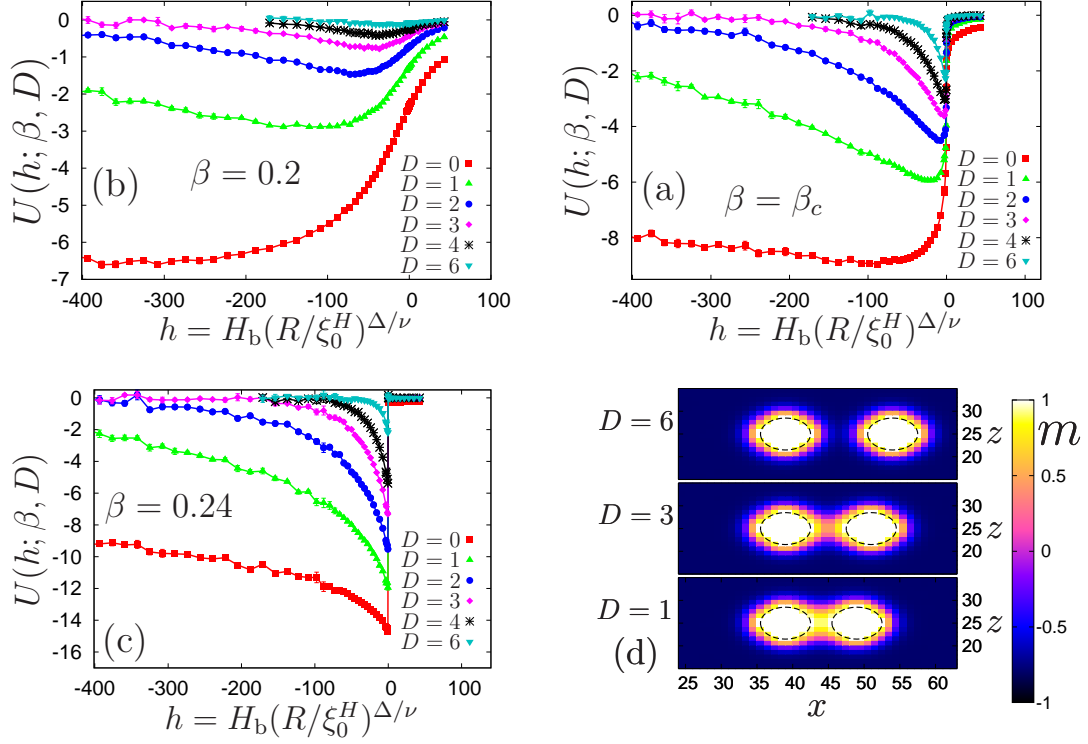 U(h; β, D)
0
-1
-2
-3
-4
-5
-6
-7
(b)
β = 0.2
D = 0
D = 1
D = 2
D = 3
D = 4
D = 6
-400 -300 -200 -100 0 100
h = H_b(R/ξ_0^H)^{Δ/ν}
U(h; β, D)
0
-2
-4
-6
-8
(a)
β = β_c
D = 0
D = 1
D = 2
D = 3
D = 4
D = 6
-400 -300 -200 -100 0 100
h = H_b(R/ξ_0^H)^{Δ/ν}
U(h; β, D)
0
-2
-4
-6
-8
-10
-12
-14
-16
β = 0.24
(c)
D = 0
D = 1
D = 2
D = 3
D = 4
D = 6
-400 -300 -200 -100 0 100
h = H_b(R/ξ_0^H)^{Δ/ν}
D = 6
30
25 z
20
D = 3
30
25 z
20
D = 1
30
25 z
20
(d)
25 30 35 40 45 50 55 60
x
1
m
0.5
0
-0.5
-1